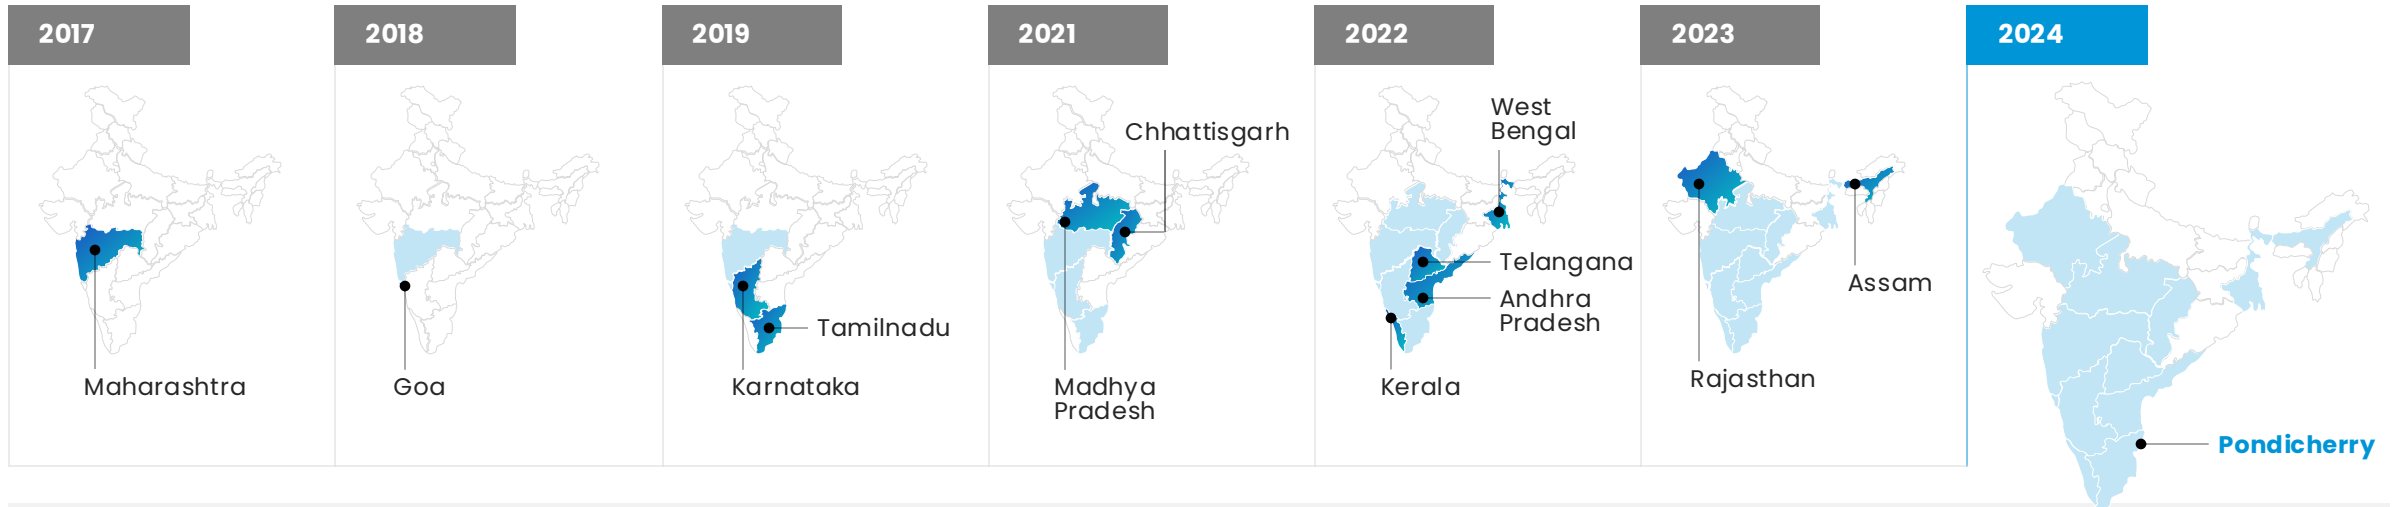 2017
Maharashtra
2018
Goa
2019
Tamilnadu
Karnataka
2021
Chhattisgarh
Madhya
Pradesh
2022
West
Bengal
Telangana
Andhra
Pradesh
Kerala
2023
Assam
Rajasthan
2024
Pondicherry